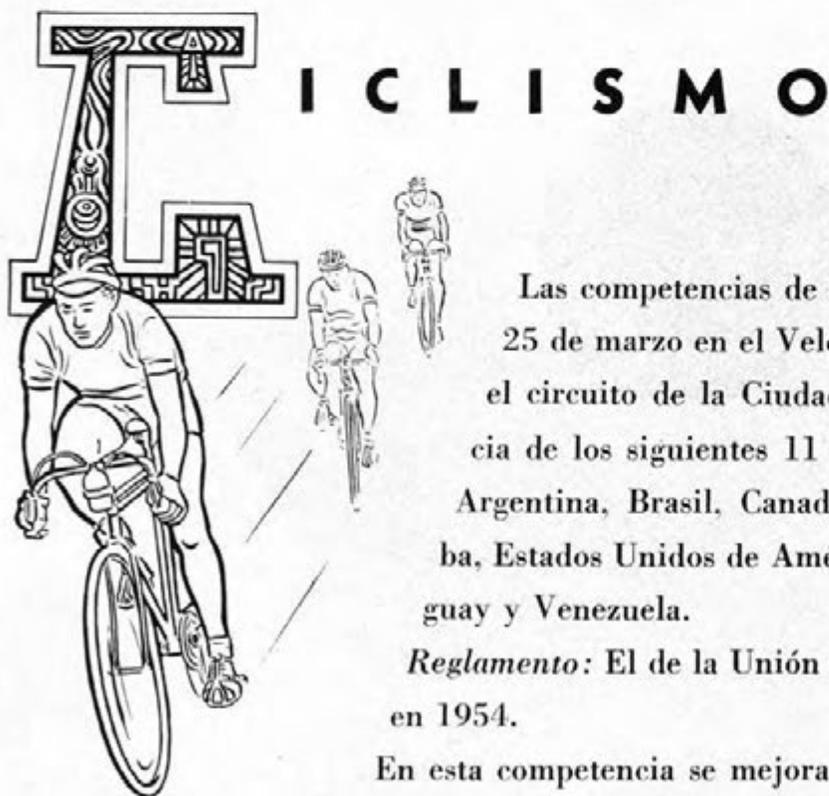 CICLISMO
Las competencias de
25 de marzo en el
el circuito de la
cia de los siguientes 11
Argentina, Brasil,
ba, Estados Unidos de
guay y Venezuela.
Reglamento: El de la Unión
en 1954.
En esta competencia se